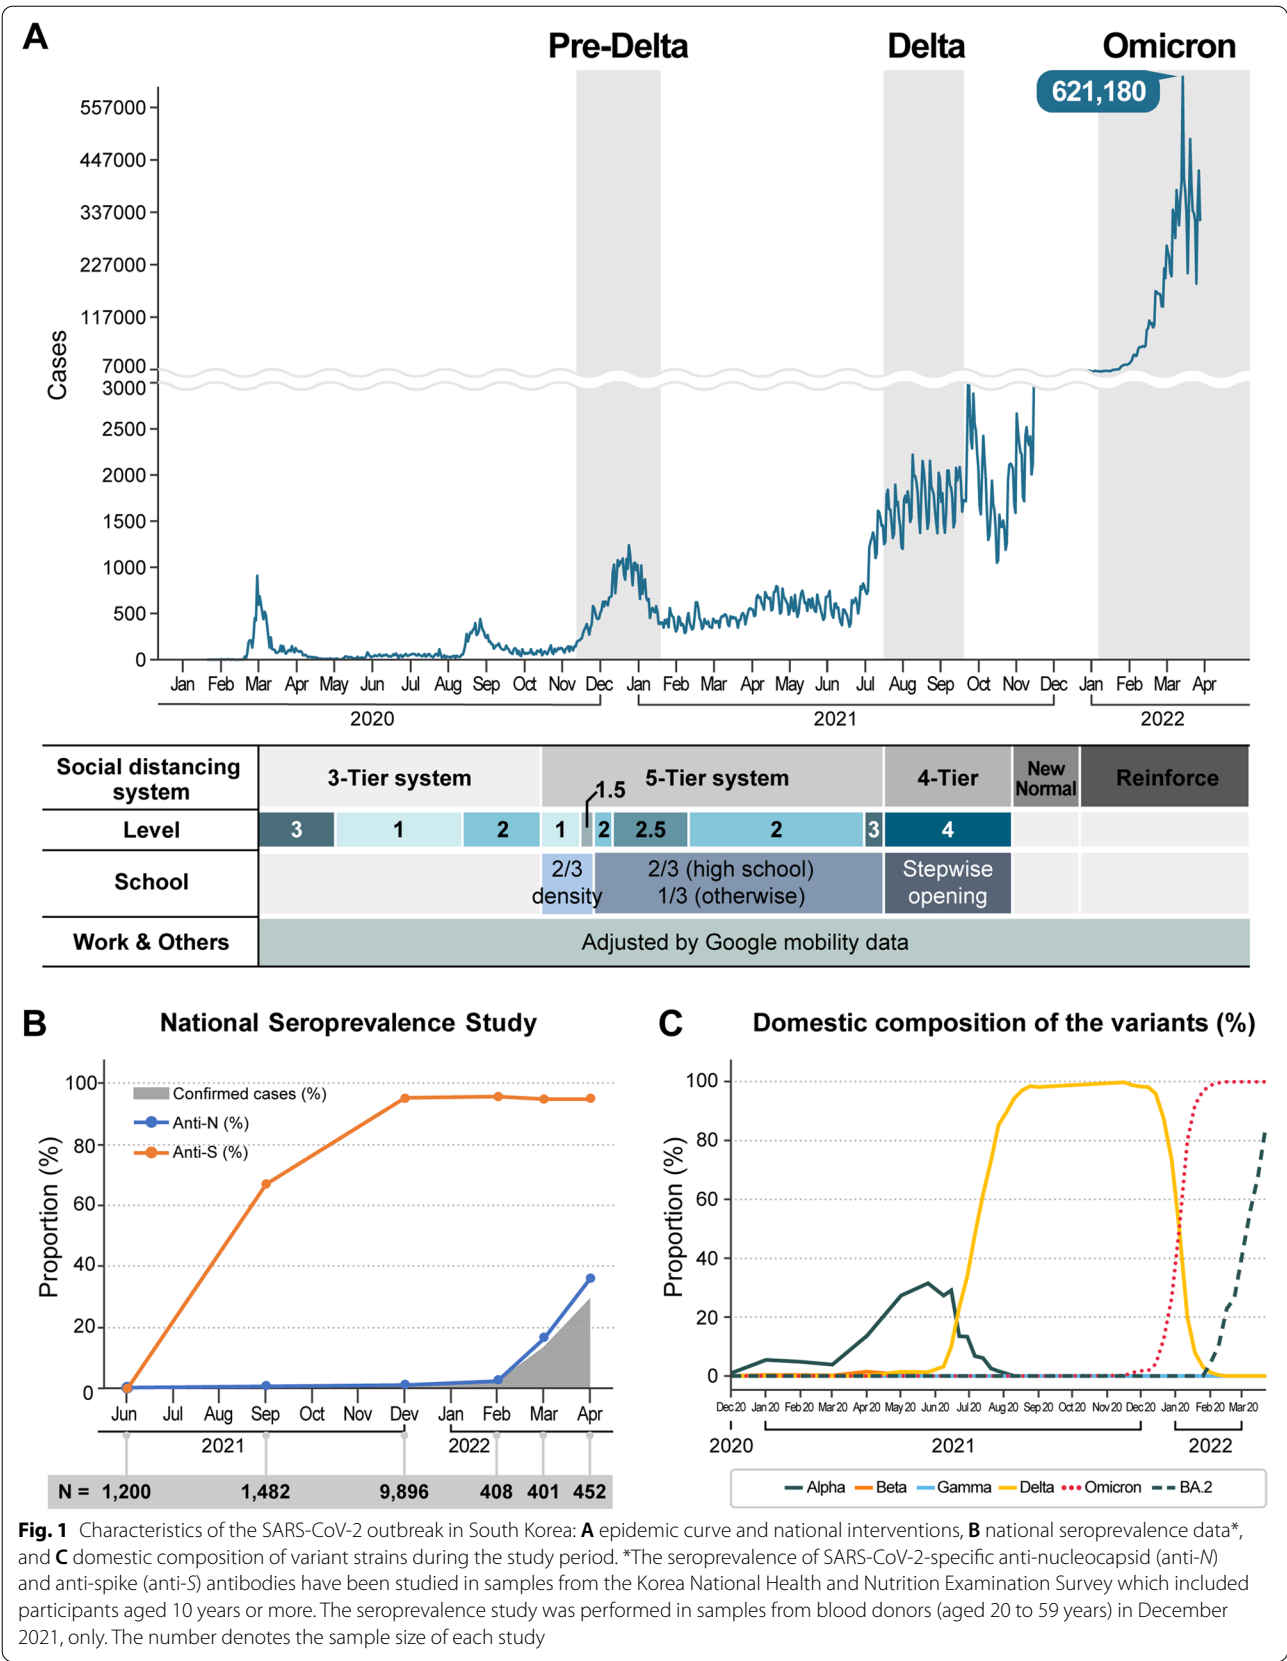 A
Pre-Delta Delta Omicron
621,180
Cases
557000
447000
337000
227000
117000
7000
3000
2500
2000
1500
1000
500
0
Jan Feb Mar Apr May Jun Jul Aug Sep Oct Nov Dec Jan Feb Mar Apr May Jun Jul Aug Sep Oct Nov Dec Jan Feb Mar Apr
2020 2021 2022
Social distancing system 3-Tier system 5-Tier system 4-Tier New Normal Reinforce
1.5
Level 3 1 2 1 2 2.5 2 3 4
School 2/3 density 2/3 (high school) 1/3 (otherwise) Stepwise opening
Work & Others Adjusted by Google mobility data
B National Seroprevalence Study
Proportion (%)
100
80
60
40
20
0
Confirmed cases (%)
Anti-N (%)
Anti-S (%)
Jun Jul Aug Sep Oct Nov Dev Jan Feb Mar Apr
2021 2022
N = 1,200 1,482 9,896 408 401 452
C Domestic composition of the variants (%)
Proportion (%)
100
80
60
40
20
0
Dec 20 Jan 20 Feb 20 Mar 20 Apr 20 May 20 Jun 20 Jul 20 Aug 20 Sep 20 Oct 20 Nov 20 Dec 20 Jan 20 Feb 20 Mar 20
2020 2021 2022
Alpha Beta Gamma Delta Omicron BA.2
Fig. 1 Characteristics of the SARS-CoV-2 outbreak in South Korea: A epidemic curve and national interventions, B national seroprevalence data*,
and C domestic composition of variant strains during the study period. *The seroprevalence of SARS-CoV-2-specific anti-nucleocapsid (anti-N)
and anti-spike (anti-S) antibodies have been studied in samples from the Korea National Health and Nutrition Examination Survey which included
participants aged 10 years or more. The seroprevalence study was performed in samples from blood donors (aged 20 to 59 years) in December
2021, only. The number denotes the sample size of each study